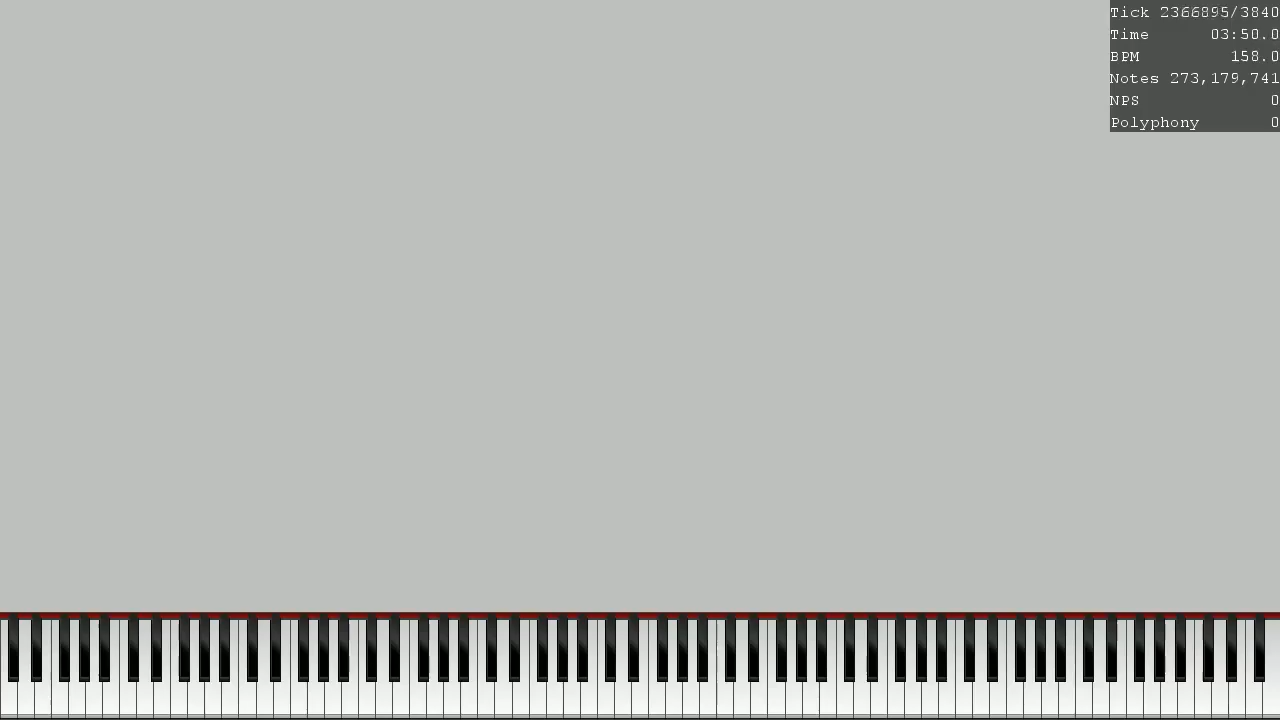 Tick 2366895/3840
Time 03:50.0
BPM 158.0
Notes 273,179,741
NPS 0
Polyphony 0